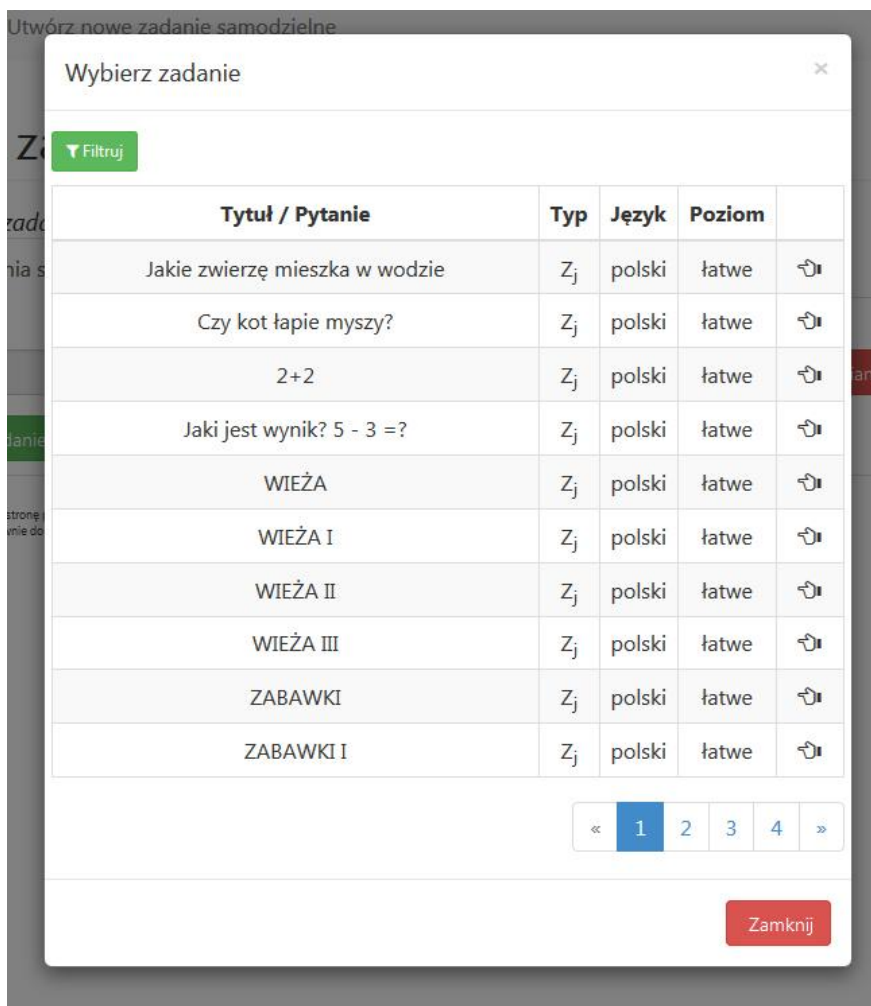 Utwórz nowe zadanie samodzielne
Wybierz zadanie ×
Filtruj
Tytuł / Pytanie Typ Język Poziom
Jakie zwierzę mieszka w wodzie Zj polski łatwe
Czy kot łapie myszy? Zj polski łatwe
2+2 Zj polski łatwe
Jaki jest wynik? 5 - 3 =? Zj polski łatwe
WIEŻA Zj polski łatwe
WIEŻA I Zj polski łatwe
WIEŻA II Zj polski łatwe
WIEŻA III Zj polski łatwe
ZABAWKI Zj polski łatwe
ZABAWKI I Zj polski łatwe
« 1 2 3 4 »
Zamknij